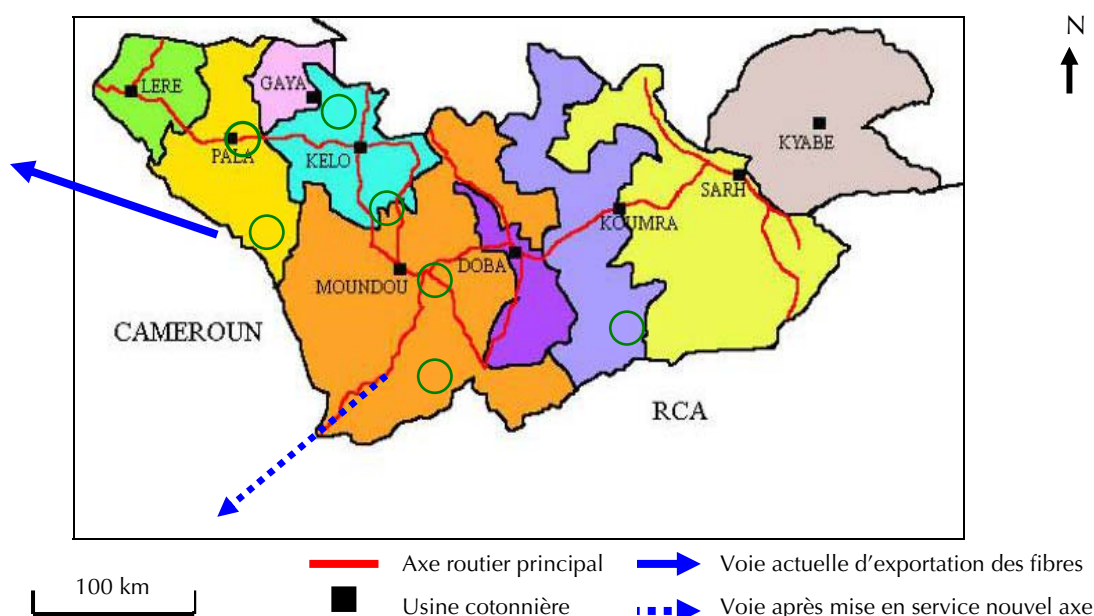 N
LERE
GAYA
KYABE
PALA
KELO
SARH
KOUMRA
DOBA
MOUNDOU
CAMEROUN
RCA
100 km
Axe routier principal
Voie actuelle d’exportation des fibres
Usine cotonnière
Voie après mise en service nouvel axe